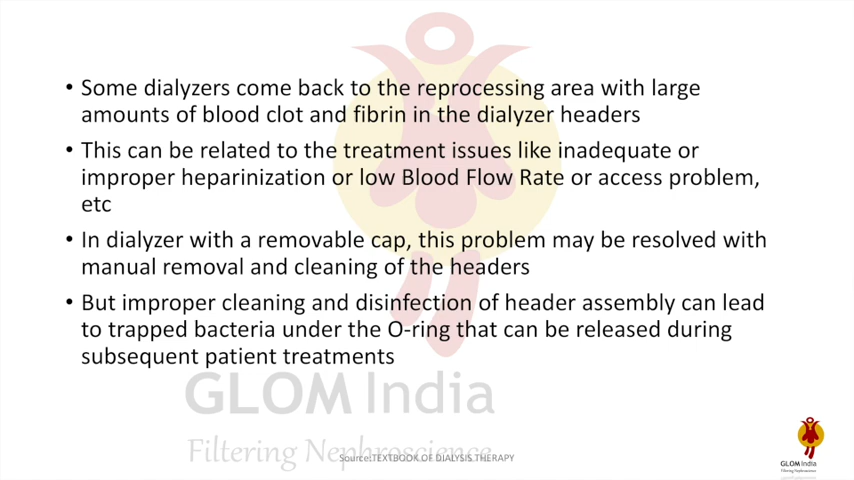 • Some dialyzers come back to the reprocessing area with large
amounts of blood clot and fibrin in the dialyzer headers
• This can be related to the treatment issues like inadequate or
improper heparinization or low Blood Flow Rate or access problem,
etc
• In dialyzer with a removable cap, this problem may be resolved with
manual removal and cleaning of the headers
• But improper cleaning and disinfection of header assembly can lead
to trapped bacteria under the O-ring that can be released during
subsequent patient treatments
GLOM India
Filtering Nephroscience
Source:TEXTBOOK OF DIALYSIS THERAPY
GLOM India
Filtering Nephroscience